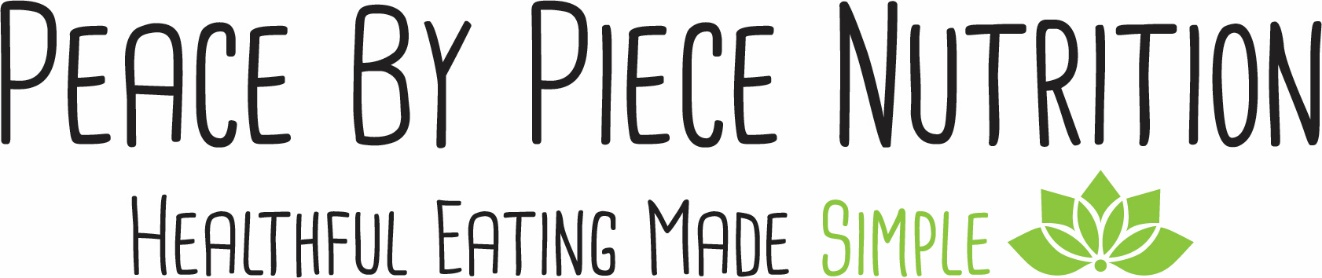 Peace By Piece Nutrition
Healthful Eating Made Simple